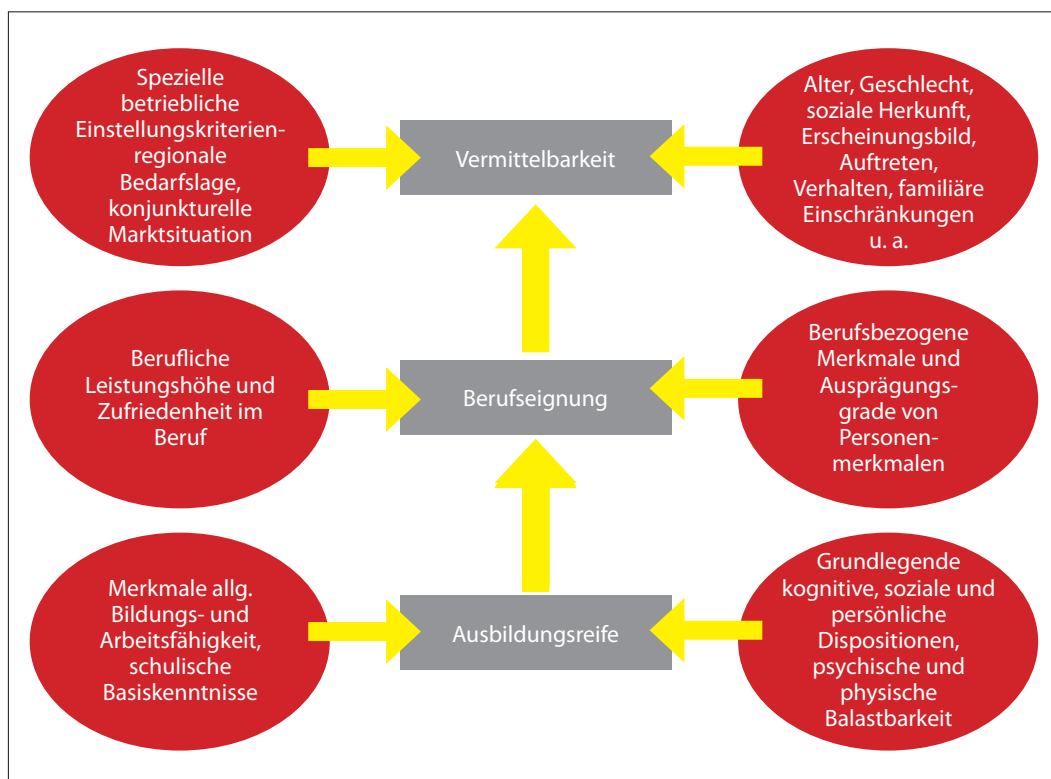 Spezielle
betriebliche
Einstellungskriterien-
regionale
Bedarfslage,
konjunkturelle
Marktsituation
Vermittelbarkeit
Alter, Geschlecht,
soziale Herkunft,
Erscheinungsbild,
Auftreten,
Verhalten, familiäre
Einschränkungen
u. a.
Berufliche
Leistungshöhe und
Zufriedenheit im
Beruf
Berufseignung
Berufsbezogene
Merkmale und
Ausprägungs-
grade von
Personen-
merkmalen
Merkmale allg.
Bildungs- und
Arbeitsfähigkeit,
schulische
Basiskenntnisse
Ausbildungsreife
Grundlegende
kognitive, soziale und
persönliche
Dispositionen,
psychische und
physische
Balastbarkeit